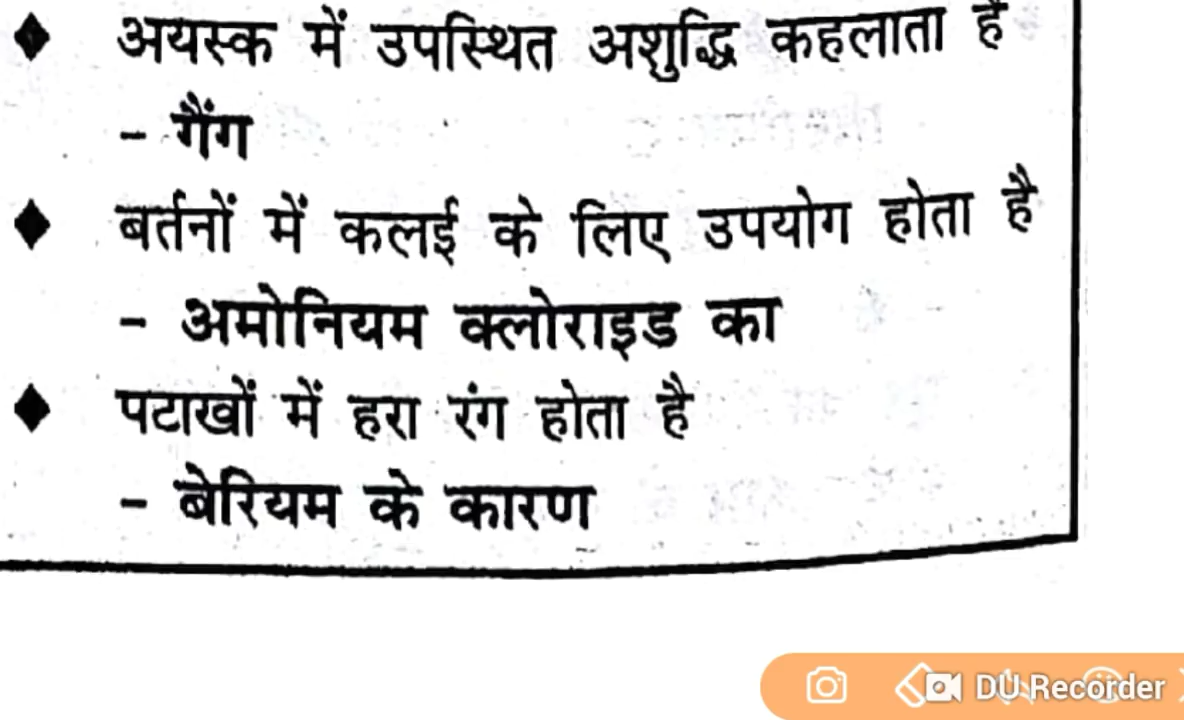 ♦ अयस्क में उपस्थित अशुद्धि कहलाता है
- गैंग
♦ बर्तनों में कलई के लिए उपयोग होता है
- अमोनियम क्लोराइड का
♦ पटाखों में हरा रंग होता है
- बेरियम के कारण
DU Recorder